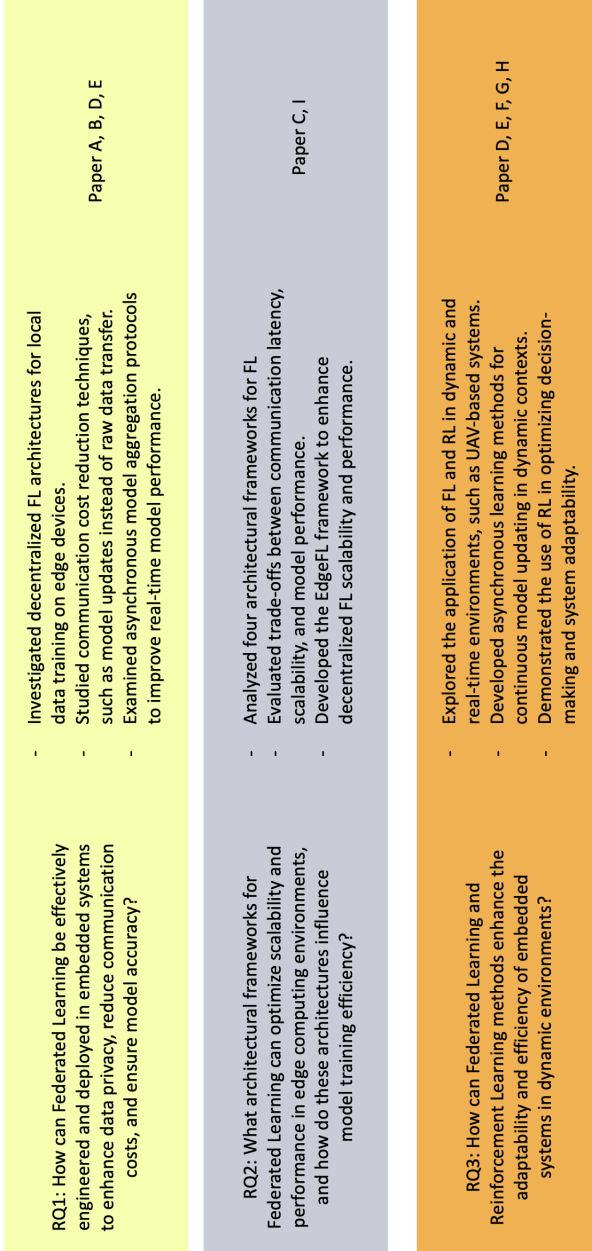 RQ1: How can Federated Learning be effectively
engineered and deployed in embedded systems
to enhance data privacy, reduce communication
costs, and ensure model accuracy?
- Investigated decentralized FL architectures for local
data training on edge devices.
- Studied communication cost reduction techniques,
such as model updates instead of raw data transfer.
- Examined asynchronous model aggregation protocols
to improve real-time model performance.
Paper A, B, D, E
RQ2: What architectural frameworks for
Federated Learning can optimize scalability and
performance in edge computing environments,
and how do these architectures influence
model training efficiency?
- Analyzed four architectural frameworks for FL
- Evaluated trade-offs between communication latency,
scalability, and model performance.
- Developed the EdgeFL framework to enhance
decentralized FL scalability and performance.
Paper C, I
RQ3: How can Federated Learning and
Reinforcement Learning methods enhance the
adaptability and efficiency of embedded
systems in dynamic environments?
- Explored the application of FL and RL in dynamic and
real-time environments, such as UAV-based systems.
- Developed asynchronous learning methods for
continuous model updating in dynamic contexts.
- Demonstrated the use of RL in optimizing decision-
making and system adaptability.
Paper D, E, F, G, H